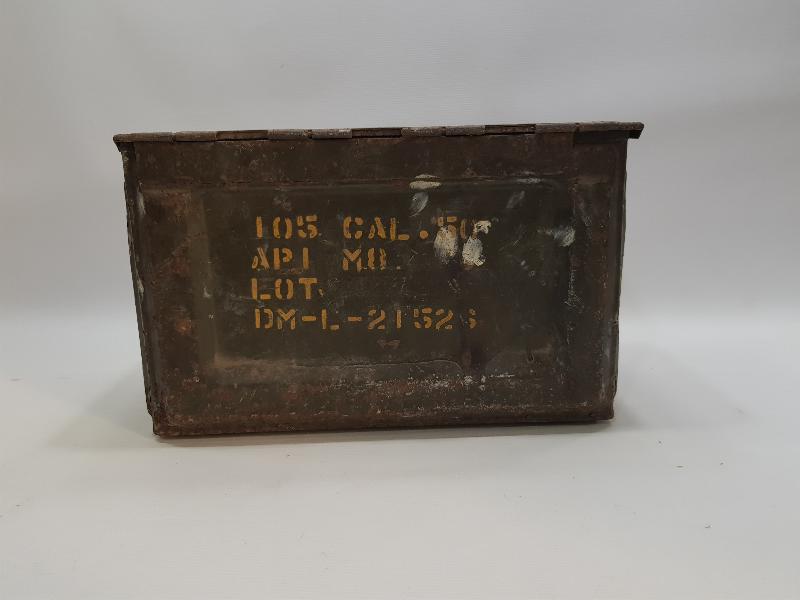 105 CAL .50
API M8.
LOT
DM-L-21526